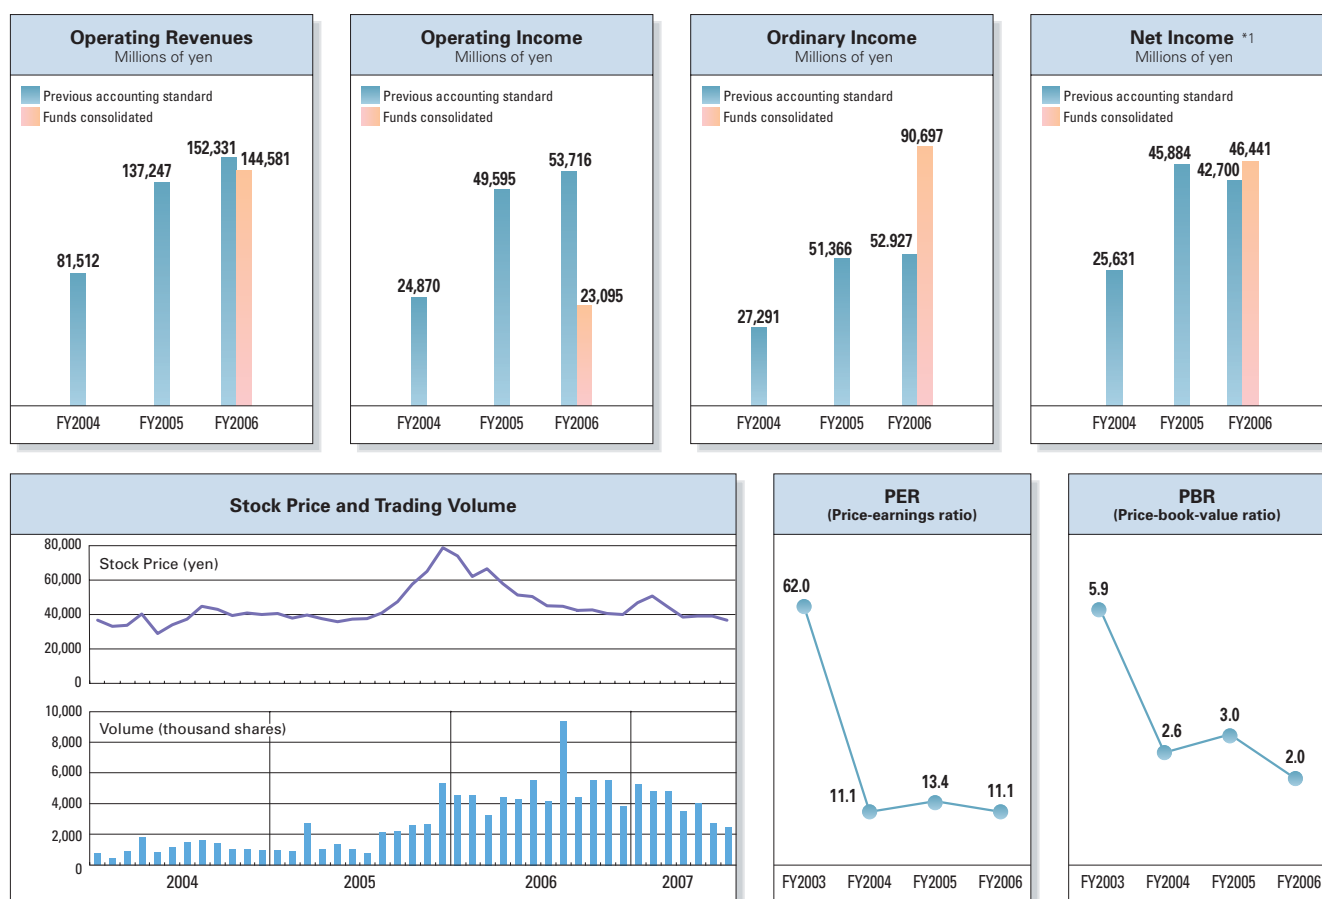 Operating Revenues
Millions of yen
Previous accounting standard
Funds consolidated
152,331
144,581
137,247
81,512
FY2004 FY2005 FY2006
Operating Income
Millions of yen
Previous accounting standard
Funds consolidated
53,716
49,595
24,870
23,095
FY2004 FY2005 FY2006
Ordinary Income
Millions of yen
Previous accounting standard
Funds consolidated
90,697
51,366
52.927
27,291
FY2004 FY2005 FY2006
Net Income *1
Millions of yen
Previous accounting standard
Funds consolidated
45,884
46,441
42,700
25,631
FY2004 FY2005 FY2006
Stock Price and Trading Volume
80,000
Stock Price (yen)
60,000
40,000
20,000
0
10,000
Volume (thousand shares)
8,000
6,000
4,000
2,000
0
2004 2005 2006 2007
PER
(Price-earnings ratio)
62.0
11.1
13.4
11.1
FY2003 FY2004 FY2005 FY2006
PBR
(Price-book-value ratio)
5.9
2.6
3.0
2.0
FY2003 FY2004 FY2005 FY2006